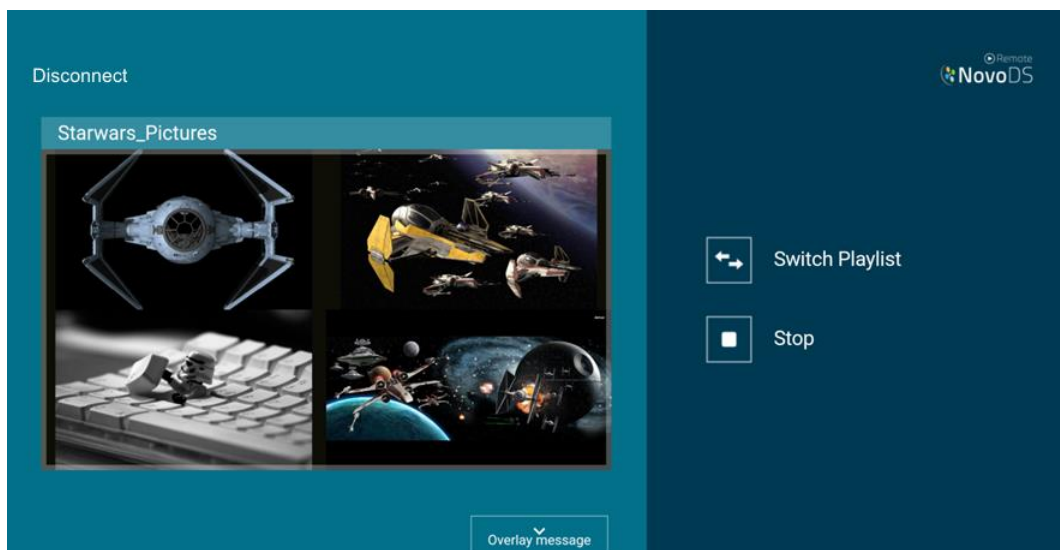 Disconnect
Remote
NovoDS
Starwars_Pictures
Switch Playlist
Stop
Overlay message